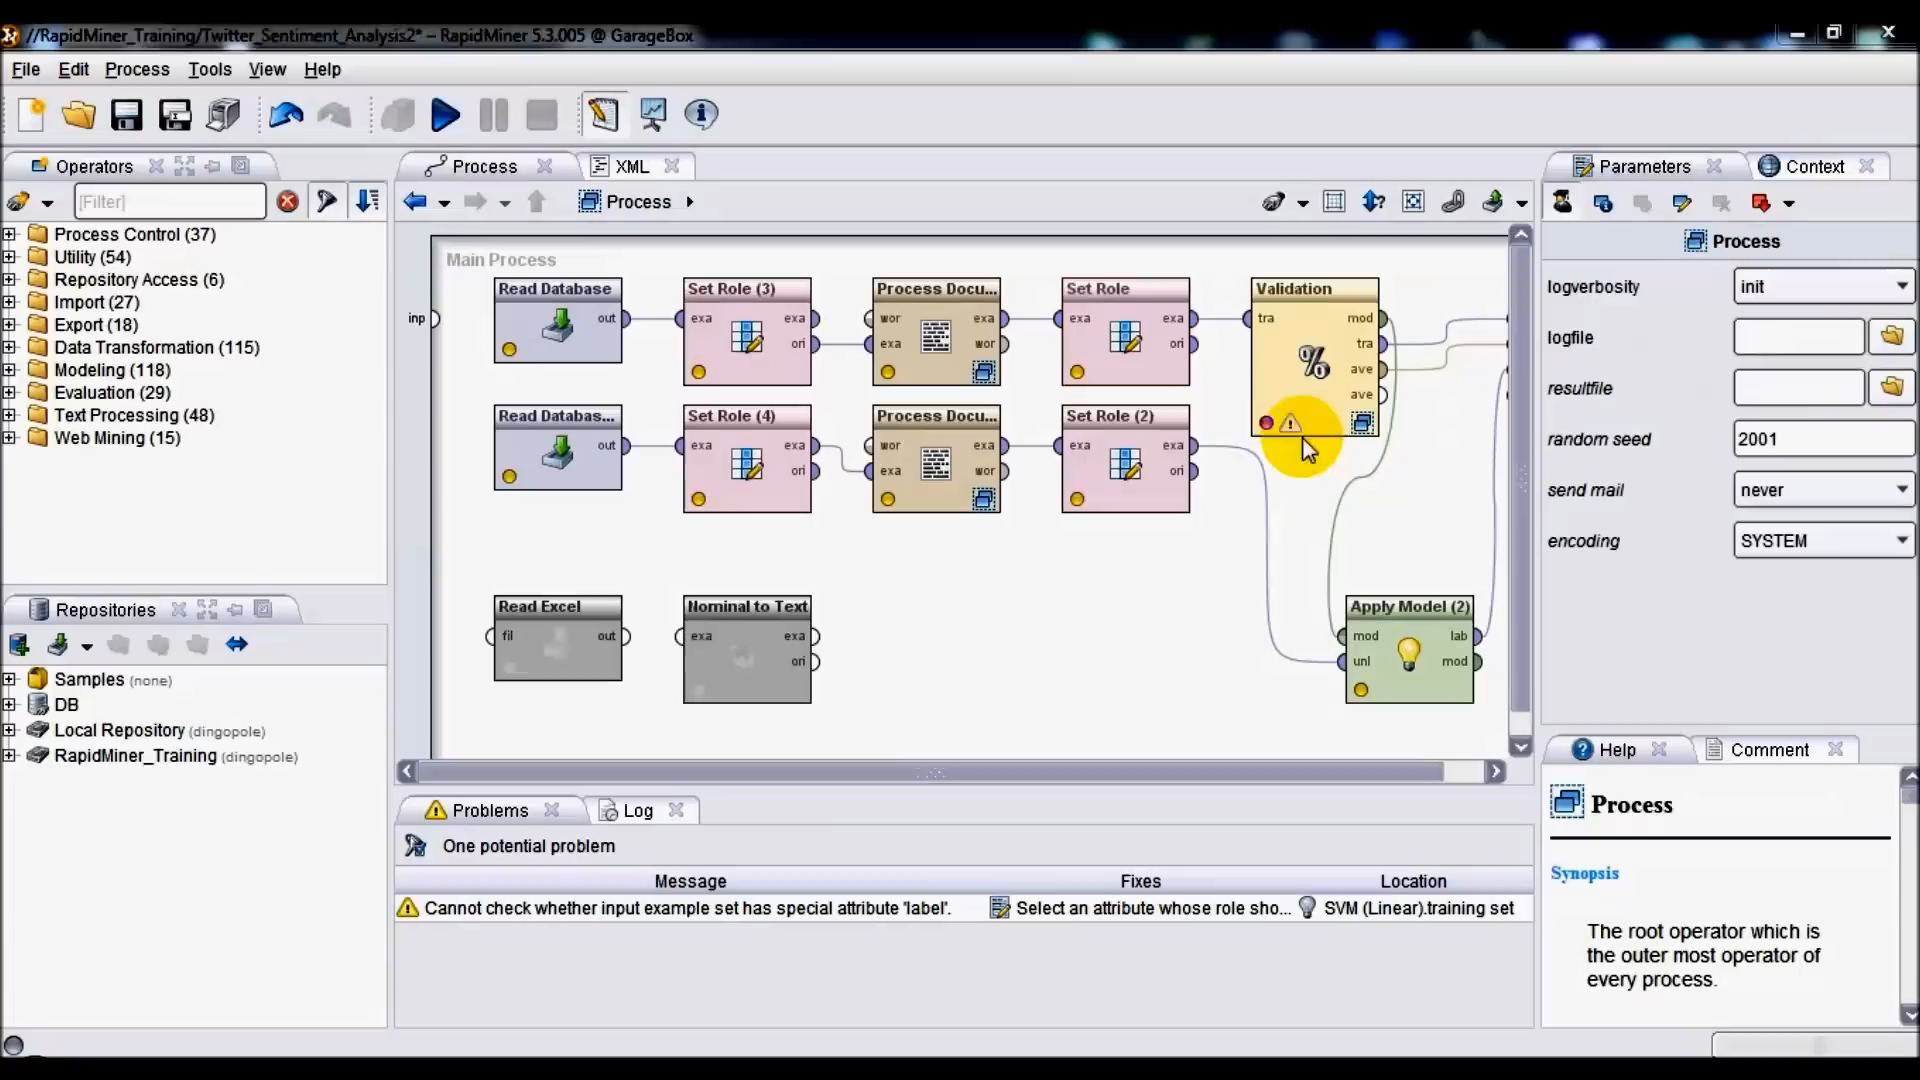 //RapidMiner_Training/Twitter_Sentiment_Analysis2* – RapidMiner 5.3.005 @ GarageBox
File Edit Process Tools View Help
Operators
[Filter]
Process Control (37)
Utility (54)
Repository Access (6)
Import (27)
Export (18)
Data Transformation (115)
Modeling (118)
Evaluation (29)
Text Processing (48)
Web Mining (15)
Repositories
Samples (none)
DB
Local Repository (dingopole)
RapidMiner_Training (dingopole)
Process XML
Process
Main Process
inp
Read Database
out
Set Role (3)
exa exa
ori
Process Docu...
wor exa
exa wor
Set Role
exa exa
ori
Validation
tra mod
tra
ave
ave
%
Read Databas...
out
Set Role (4)
exa exa
ori
Process Docu...
wor exa
exa wor
Set Role (2)
exa exa
ori
Read Excel
fil out
Nominal to Text
exa exa
ori
Apply Model (2)
mod lab
unl mod
Problems Log
One potential problem
Message Fixes Location
Cannot check whether input example set has special attribute 'label'. Select an attribute whose role sho... SVM (Linear).training set
Parameters Context
Process
logverbosity init
logfile
resultfile
random seed 2001
send mail never
encoding SYSTEM
Help Comment
Process
Synopsis
The root operator which is
the outer most operator of
every process.